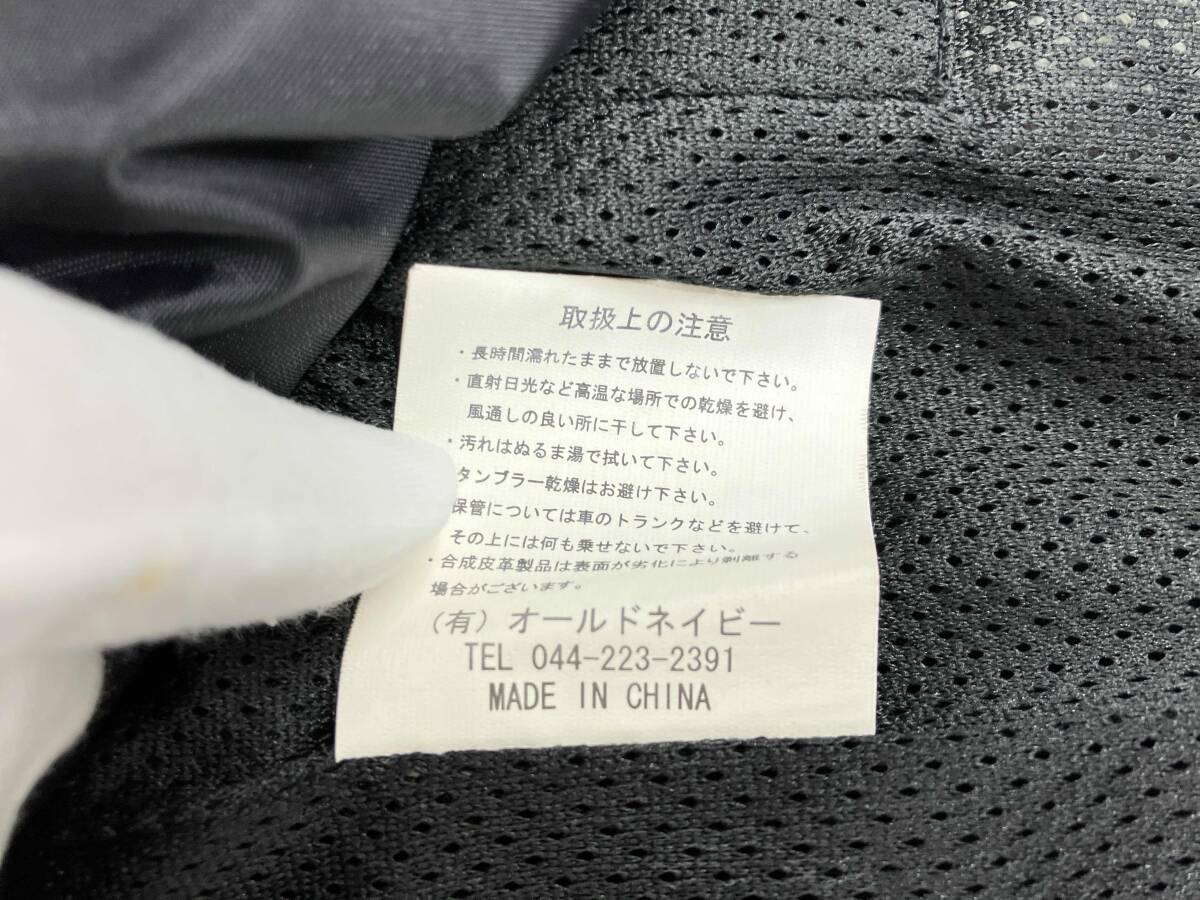 取扱上の注意
・長時間濡れたままで放置しないで下さい。
・直射日光など高温な場所での乾燥を避け、
風通しの良い所に干して下さい。
・汚れはぬるま湯で拭いて下さい。
タンブラー乾燥はお避け下さい。
保管については車のトランクなどを避けて、
その上には何も乗せないで下さい。
・合成皮革製品は表面が劣化により剥離する
場合がございます。
(有)オールドネイビー
TEL 044-223-2391
MADE IN CHINA